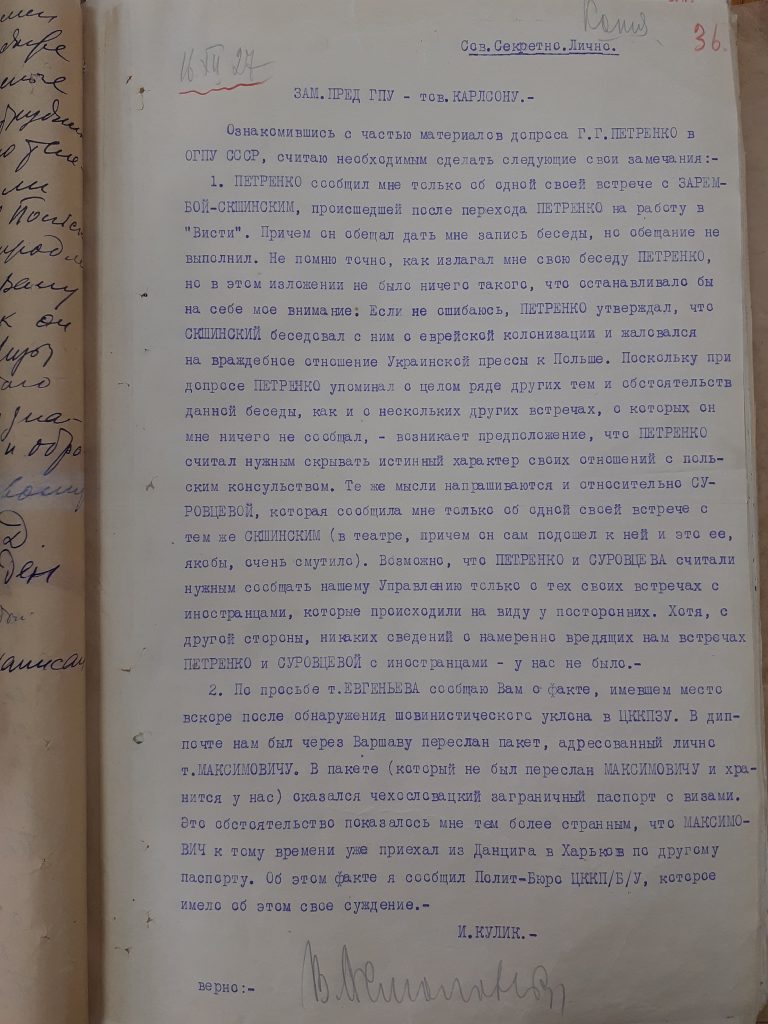 мен
мые
ли
к он
ого
и обра
Д
ден
написан
Копия
36.
Сов.Секретно.Лично.
16 XII 27
ЗАМ.ПРЕД ГПУ - тов.КАРЛСОНУ.-
Ознакомившись с частью материалов допроса Г.Г.ПЕТРЕНКО в
ОГПУ СССР, считаю необходимым сделать следующие свои замечания:-
1. ПЕТРЕНКО сообщил мне только об одной своей встрече с ЗАРЕМ-
БОЙ-СКШИНСКИМ, происшедшей после перехода ПЕТРЕНКО на работу в
"Висти". Причем он обещал дать мне запись беседы, но обещание не
выполнил. Не помню точно, как излагал мне свою беседу ПЕТРЕНКО,
но в этом изложении не было ничего такого, что останавливало бы
на себе мое внимание: Если не ошибаюсь, ПЕТРЕНКО утверждал, что
СКШИНСКИЙ беседовал с ним о еврейской колонизации и жаловался
на враждебное отношение Украинской прессы к Польше. Поскольку при
допросе ПЕТРЕНКО упоминал о целом ряде других тем и обстоятельств
данной беседы, как и о нескольких других встречах, о которых он
мне ничего не сообщал, - возникает предположение, что ПЕТРЕНКО
считал нужным скрывать истинный характер своих отношений с поль-
ским консульством. Те же мысли напрашиваются и относительно СУ-
РОВЦЕВОЙ, которая сообщила мне только об одной своей встрече с
тем же СКШИНСКИМ (в театре, причем он сам подошел к ней и это ее,
якобы, очень смутило). Возможно, что ПЕТРЕНКО и СУРОВЦЕВА считали
нужным сообщать нашему Управлению только о тех своих встречах с
иностранцами, которые происходили на виду у посторонних. Хотя, с
другой стороны, никаких сведений о намеренно вредящих нам встречах
ПЕТРЕНКО и СУРОВЦЕВОЙ с иностранцами - у нас не было.-
2. По просьбе т.ЕВГЕНЬЕВА сообщаю Вам о факте, имевшем место
вскоре после обнаружения шовинистического уклона в ЦККПЗУ. В дип-
почте нам был через Варшаву переслан пакет, адресованный лично
т.МАКСИМОВИЧУ. В пакете (который не был переслан МАКСИМОВИЧУ и хра-
нится у нас) оказался чехословацкий заграничный паспорт с визами.
Это обстоятельство показалось мне тем более странным, что МАКСИМО-
ВИЧ к тому времени уже приехал из Данцига в Харьков по другому
паспорту. Об этом факте я сообщил Полит-Бюро ЦККП/Б/У, которое
имело об этом свое суждение.-
И.КУЛИК.-
верно:-